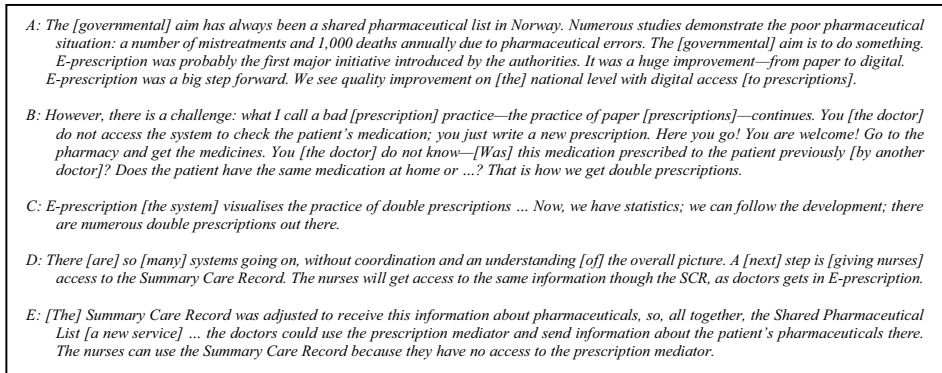 A: The [governmental] aim has always been a shared pharmaceutical list in Norway. Numerous studies demonstrate the poor pharmaceutical
situation: a number of mistreatments and 1,000 deaths annually due to pharmaceutical errors. The [governmental] aim is to do something.
E-prescription was probably the first major initiative introduced by the authorities. It was a huge improvement—from paper to digital.
E-prescription was a big step forward. We see quality improvement on [the] national level with digital access [to prescriptions].
B: However, there is a challenge: what I call a bad [prescription] practice—the practice of paper [prescriptions]—continues. You [the doctor]
do not access the system to check the patient's medication; you just write a new prescription. Here you go! You are welcome! Go to the
pharmacy and get the medicines. You [the doctor] do not know—[Was] this medication prescribed to the patient previously [by another
doctor]? Does the patient have the same medication at home or …? That is how we get double prescriptions.
C: E-prescription [the system] visualises the practice of double prescriptions … Now, we have statistics; we can follow the development; there
are numerous double prescriptions out there.
D: There [are] so [many] systems going on, without coordination and an understanding [of] the overall picture. A [next] step is [giving nurses]
access to the Summary Care Record. The nurses will get access to the same information though the SCR, as doctors gets in E-prescription.
E: [The] Summary Care Record was adjusted to receive this information about pharmaceuticals, so, all together, the Shared Pharmaceutical
List [a new service] … the doctors could use the prescription mediator and send information about the patient's pharmaceuticals there.
The nurses can use the Summary Care Record because they have no access to the prescription mediator.